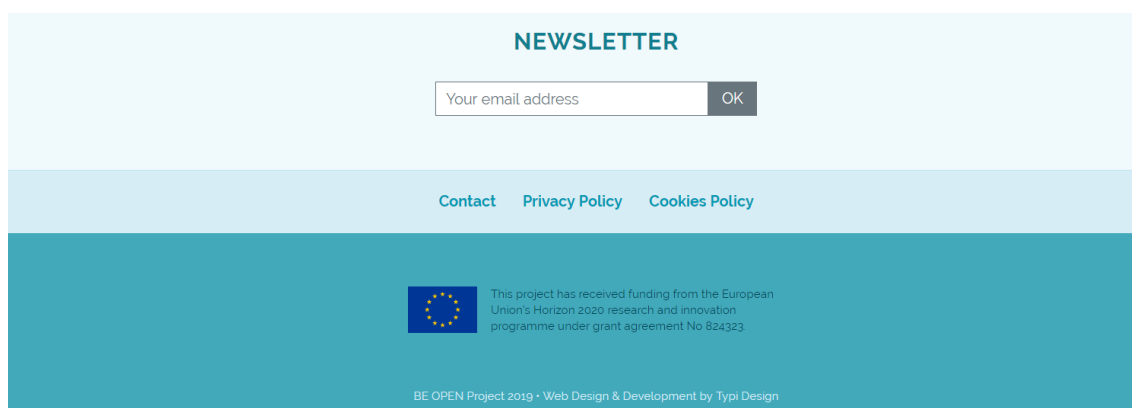 NEWSLETTER
Your email address OK
Contact Privacy Policy Cookies Policy
This project has received funding from the European
Union's Horizon 2020 research and innovation
programme under grant agreement No 824323.
BE OPEN Project 2019 • Web Design & Development by Typi Design